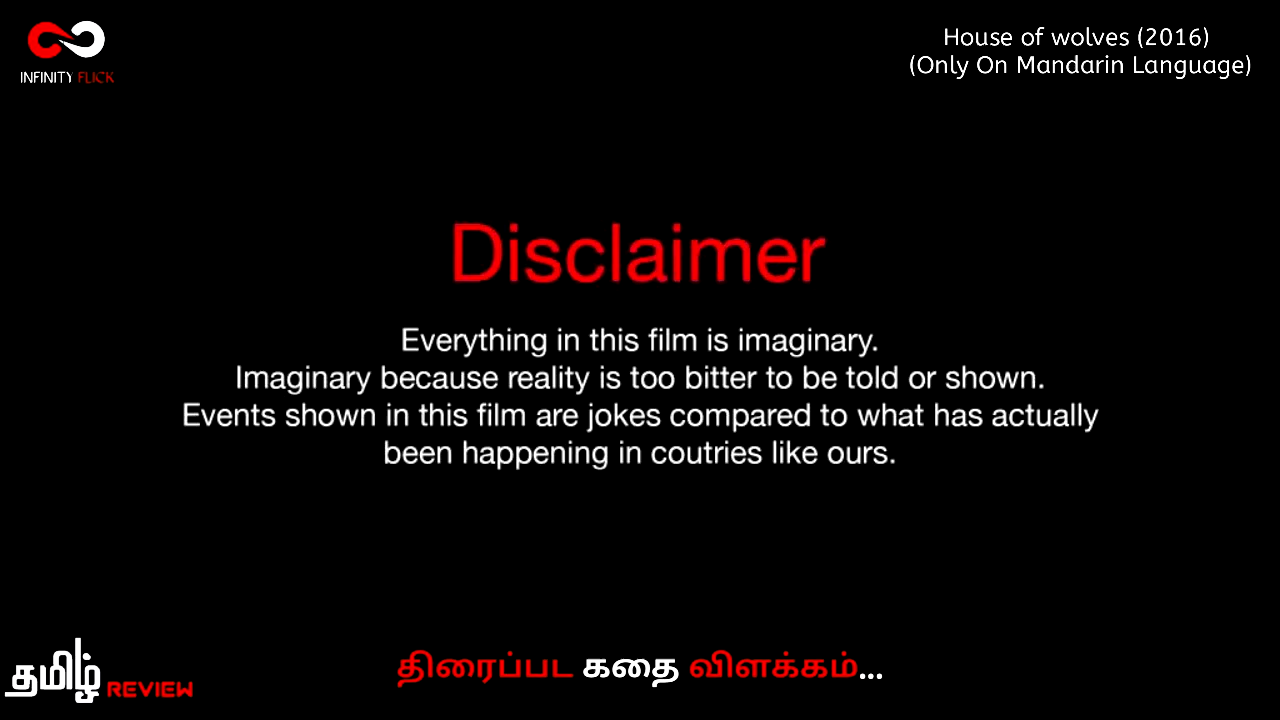 INFINITY FLICK
House of wolves (2016)
(Only On Mandarin Language)
Disclaimer
Everything in this film is imaginary.
Imaginary because reality is too bitter to be told or shown.
Events shown in this film are jokes compared to what has actually
been happening in coutries like ours.
தமிழ் REVIEW
திரைப்பட கதை விளக்கம்...